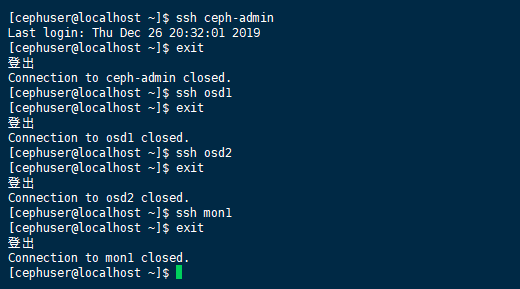 [cephuser@localhost ~]$ ssh ceph-admin
Last login: Thu Dec 26 20:32:01 2019
[cephuser@localhost ~]$ exit
登出
Connection to ceph-admin closed.
[cephuser@localhost ~]$ ssh osd1
[cephuser@localhost ~]$ exit
登出
Connection to osd1 closed.
[cephuser@localhost ~]$ ssh osd2
[cephuser@localhost ~]$ exit
登出
Connection to osd2 closed.
[cephuser@localhost ~]$ ssh mon1
[cephuser@localhost ~]$ exit
登出
Connection to mon1 closed.
[cephuser@localhost ~]$